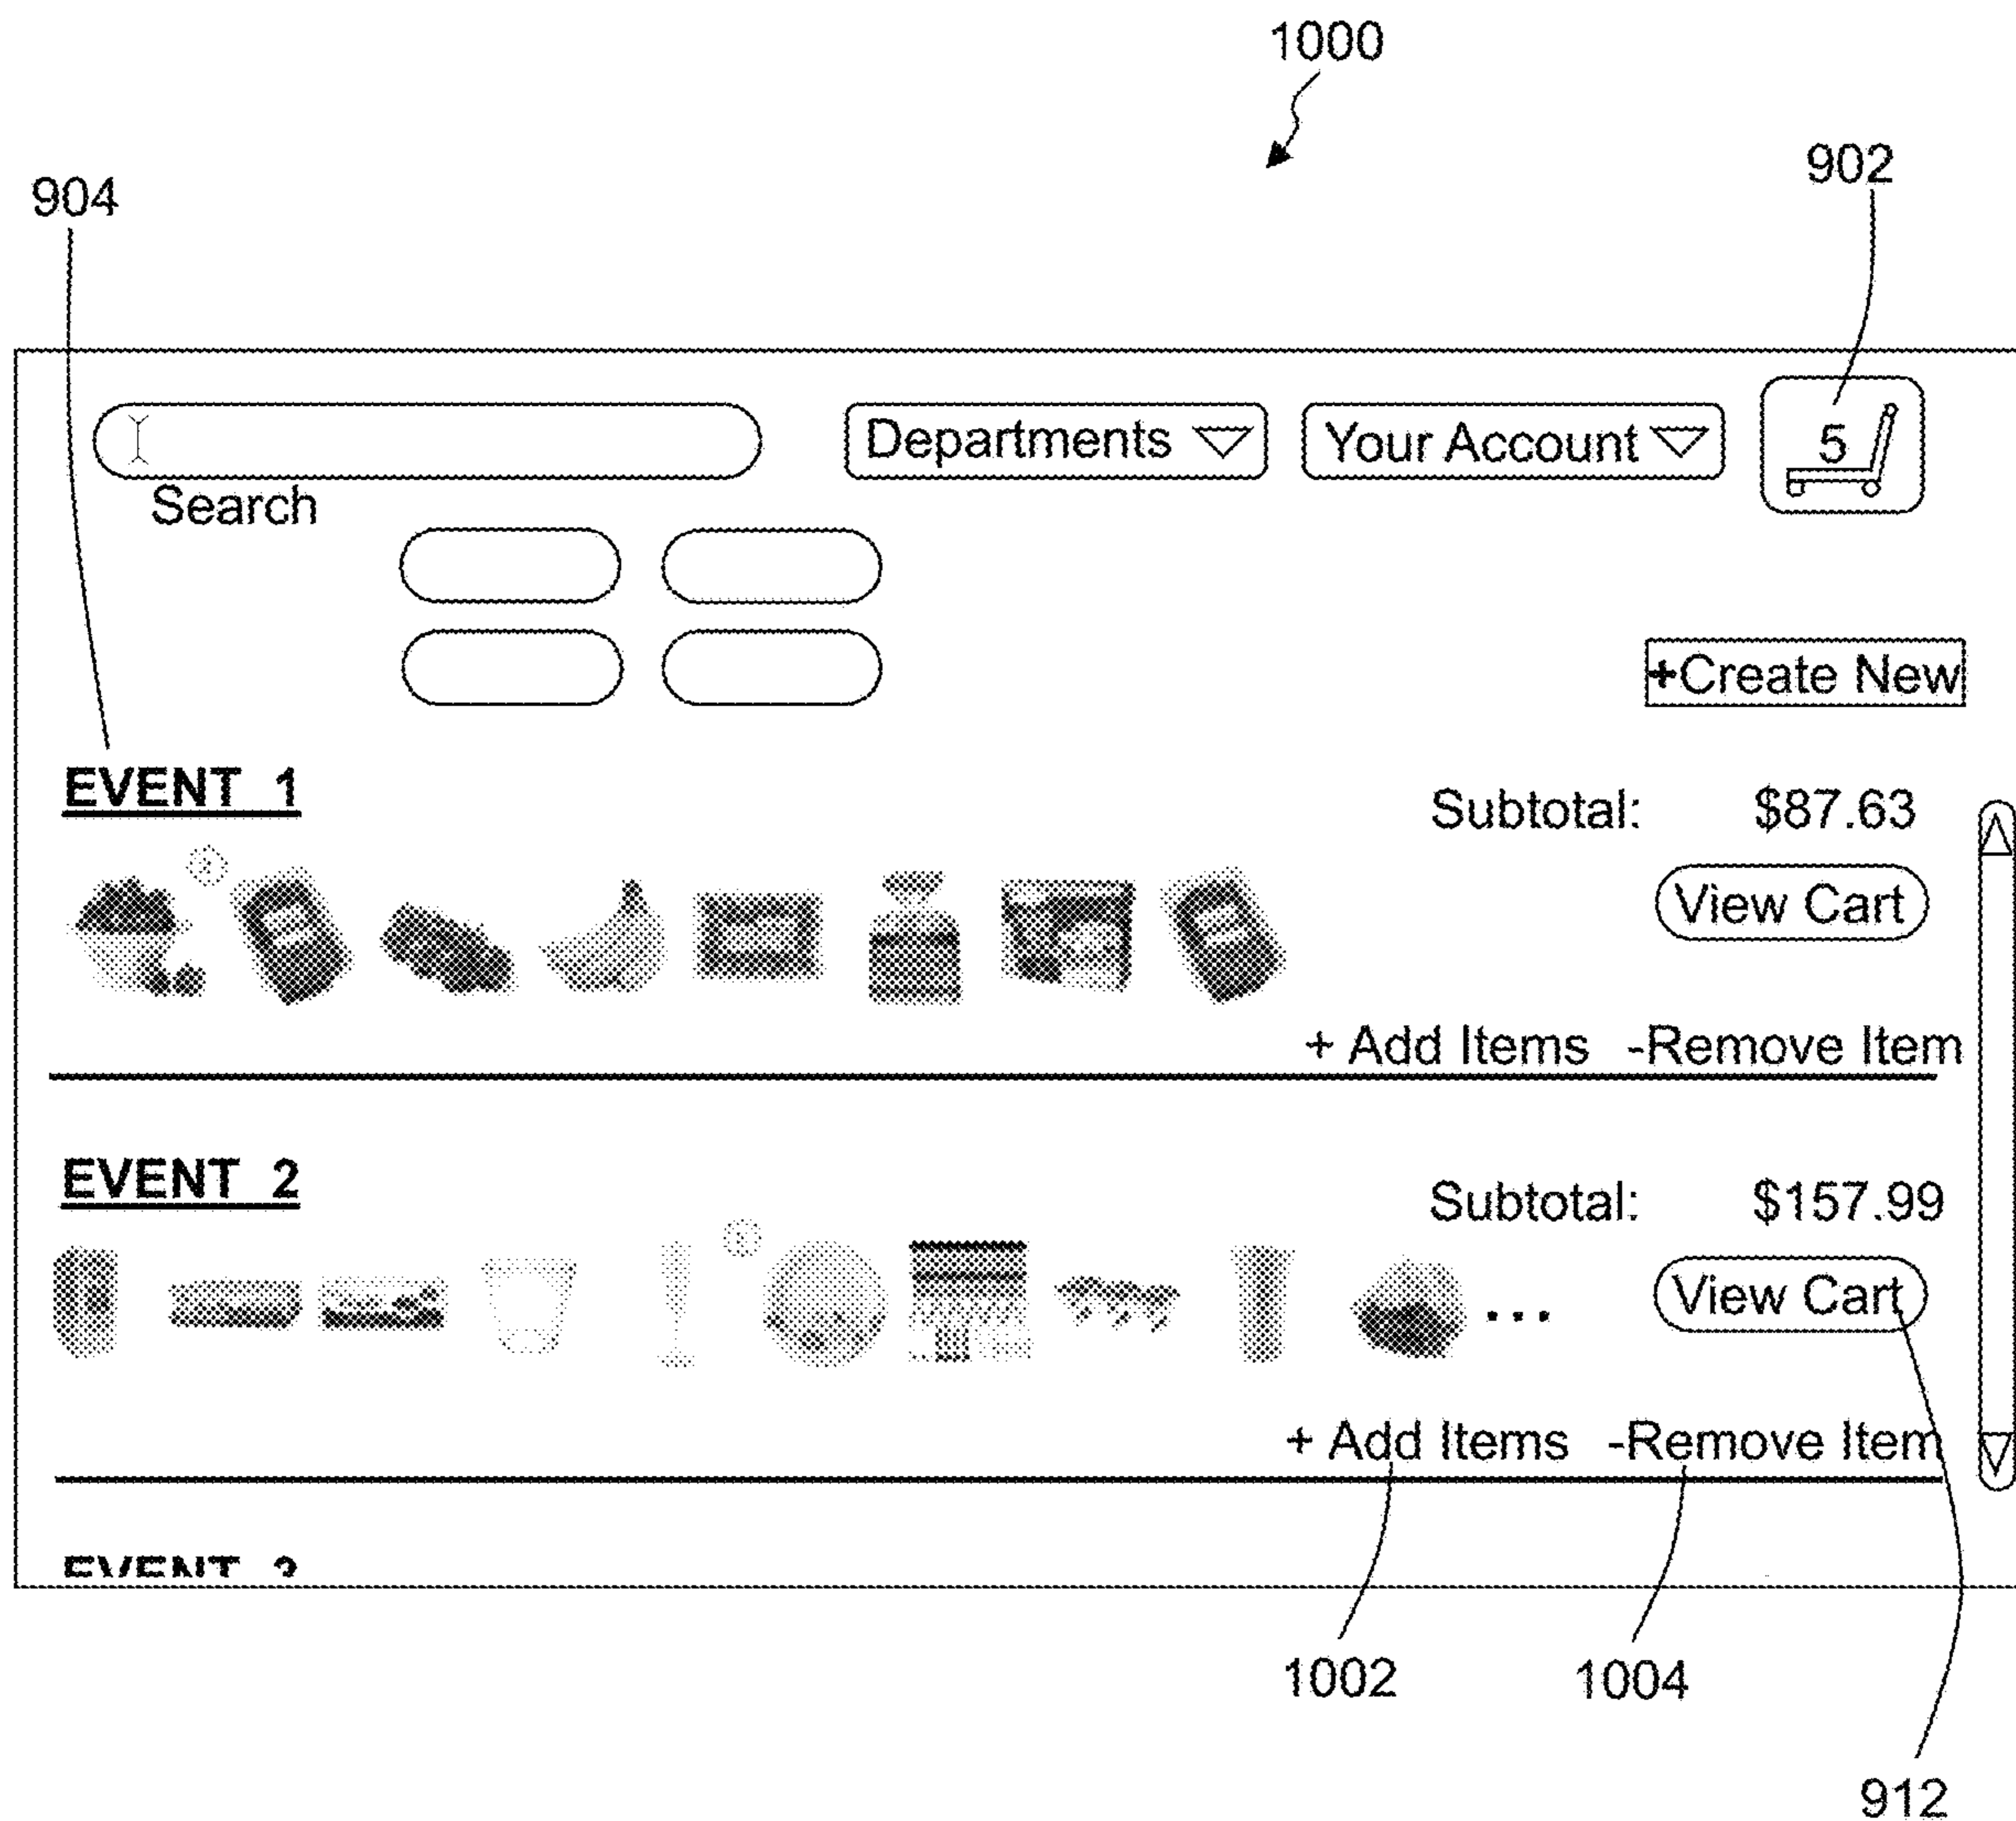 1000
902
904
Departments
Your Account
5
Search
+Create New
EVENT 1
Subtotal: $87.63
View Cart
+ Add Items -Remove Item
EVENT 2
Subtotal: $157.99
...
View Cart
+ Add Items -Remove Item
EVENT
1002
1004
912